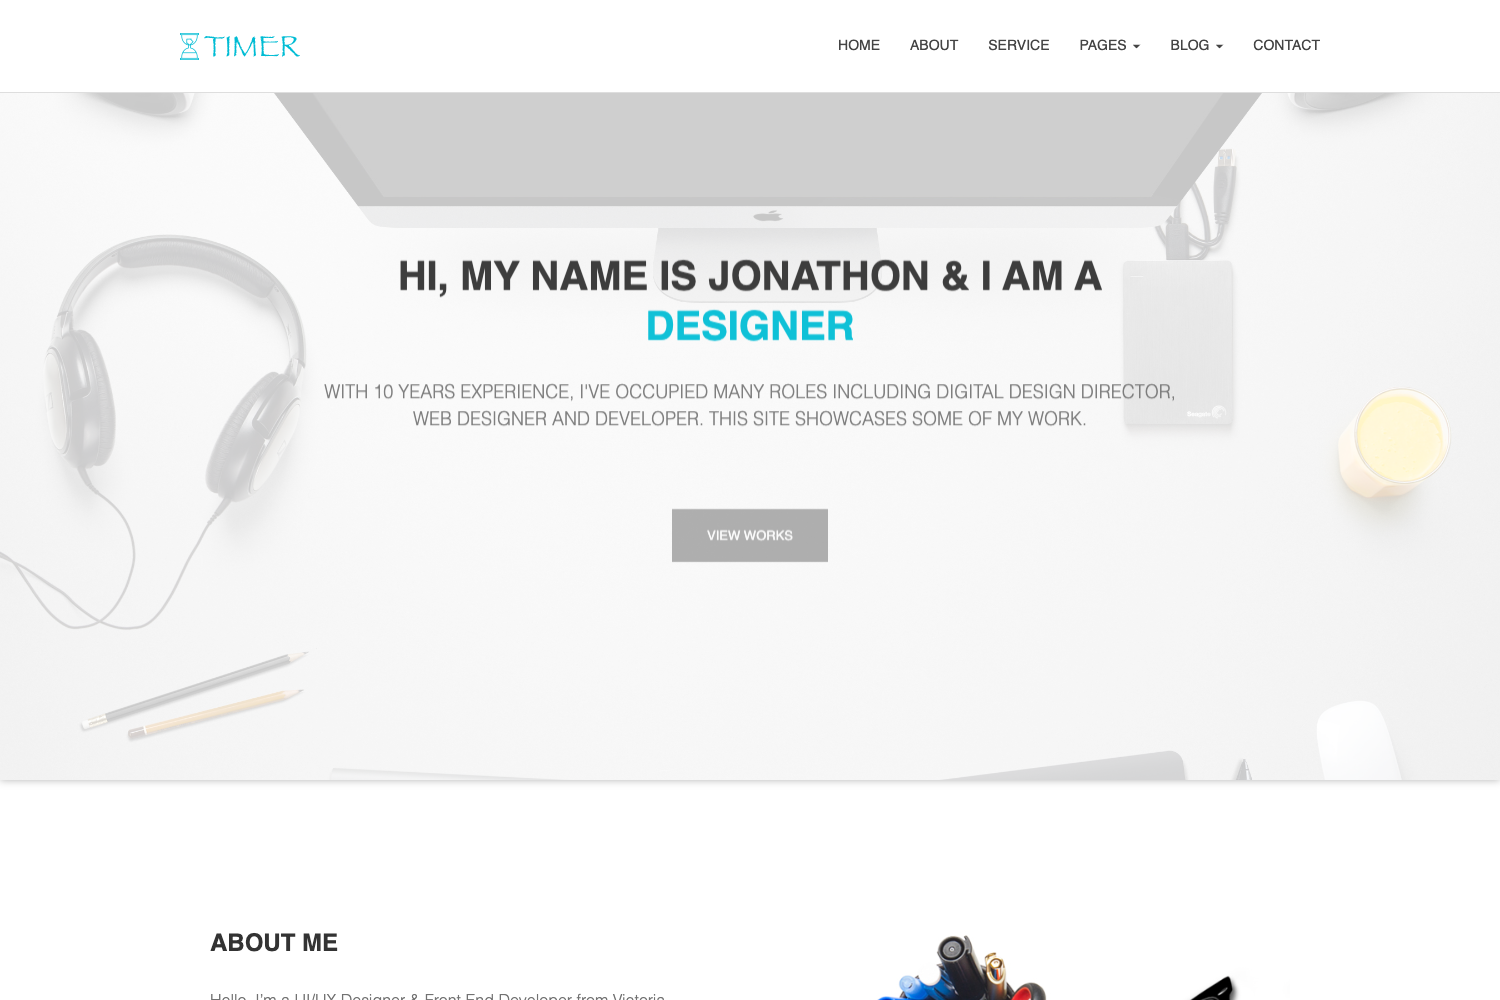 TIMER
HOME ABOUT SERVICE PAGES BLOG CONTACT
HI, MY NAME IS JONATHON & I AM A
DESIGNER
WITH 10 YEARS EXPERIENCE, I'VE OCCUPIED MANY ROLES INCLUDING DIGITAL DESIGN DIRECTOR,
WEB DESIGNER AND DEVELOPER. THIS SITE SHOWCASES SOME OF MY WORK.
Seagate
VIEW WORKS
ABOUT ME
Hello, I'm a UI/UX Designer & Front End Developer from Victoria,